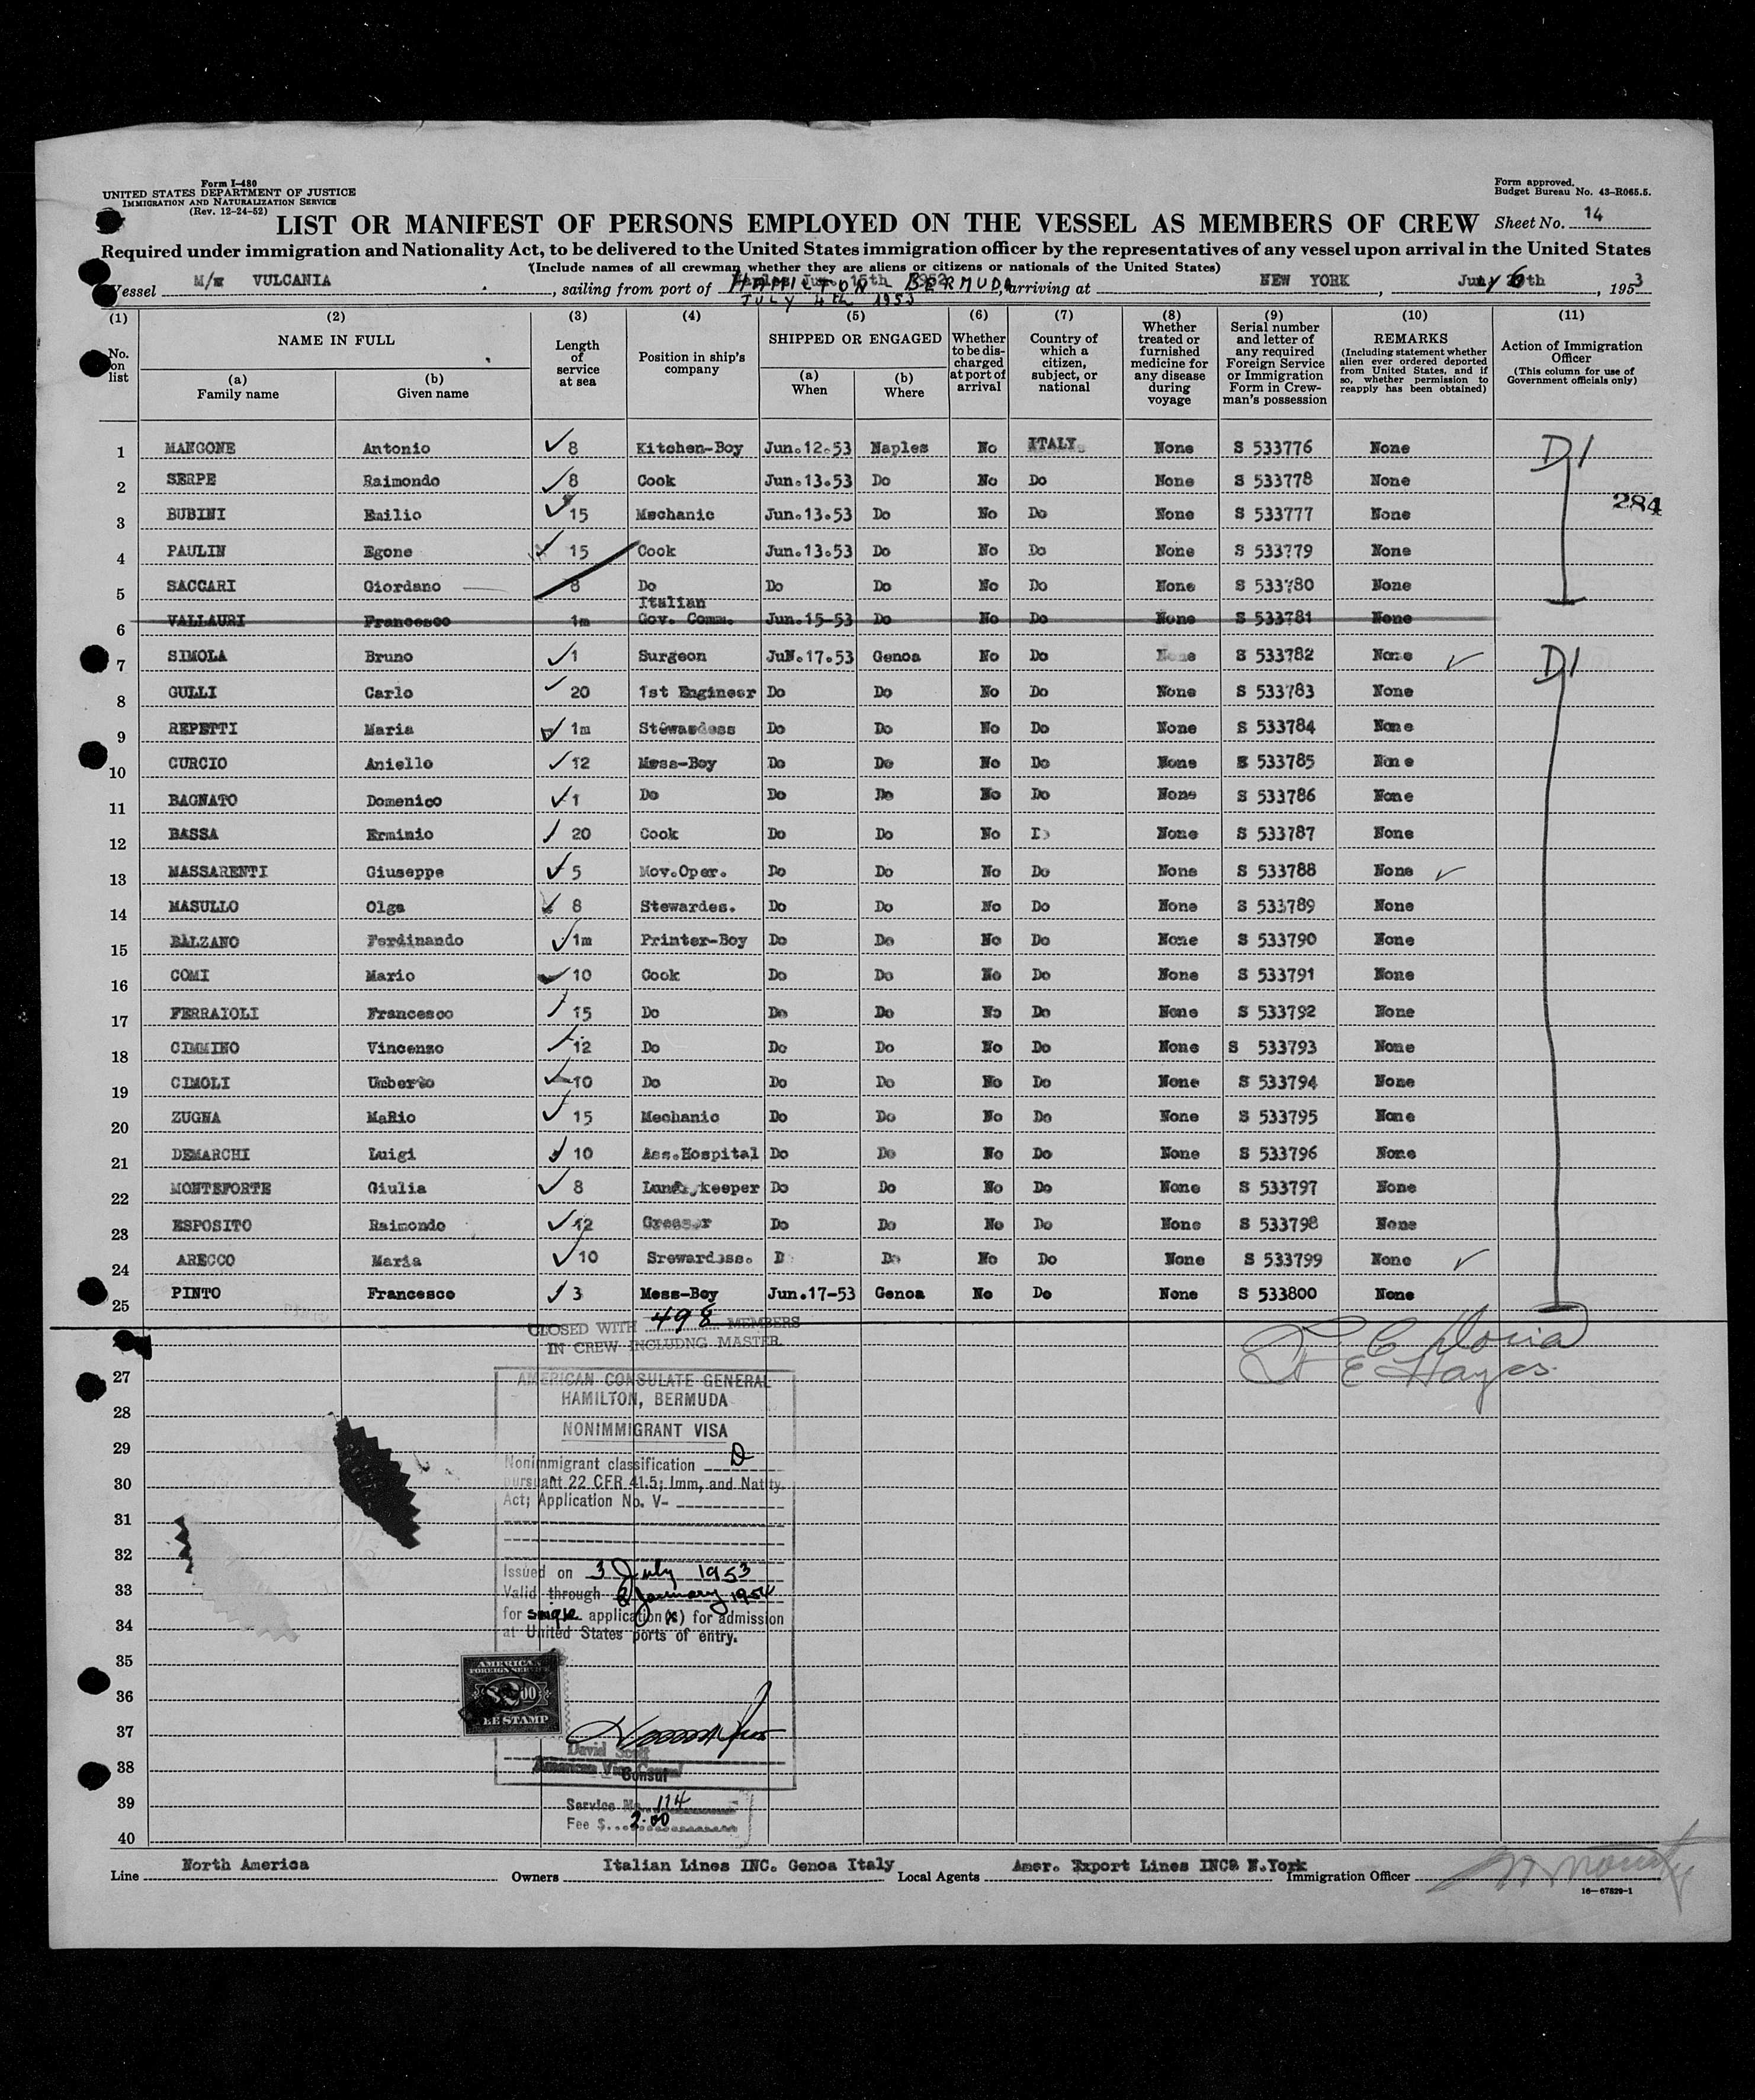 Form I-480
UNITED STATES DEPARTMENT OF JUSTICE
IMMIGRATION AND NATURALIZATION SERVICE
(Rev. 12-24-52)
Form approved.
Budget Bureau No. 43-R065.5.
LIST OR MANIFEST OF PERSONS EMPLOYED ON THE VESSEL AS MEMBERS OF CREW
Sheet No. 14
Required under immigration and Nationality Act, to be delivered to the United States immigration officer by the representatives of any vessel upon arrival in the United States
(Include names of all crewman whether they are aliens or citizens or nationals of the United States)
Vessel M/n VULCANIA, sailing from port of HAMILTON - BERMUDA, arriving at NEW YORK, July 6th, 1953
JULY 4th 1953
(1) (2) (3) (4) (5) (6) (7) (8) (9) (10) (11)
No. on list
NAME IN FULL
(a) Family name
(b) Given name
Length of service at sea
Position in ship's company
SHIPPED OR ENGAGED
(a) When
(b) Where
Whether to be discharged at port of arrival
Country of which a citizen, subject, or national
Whether treated or furnished medicine for any disease during voyage
Serial number and letter of any required Foreign Service or Immigration Form in Crewman's possession
REMARKS
(Including statement whether alien ever ordered deported from United States, and if so, whether permission to reapply has been obtained)
Action of Immigration Officer
(This column for use of Government officials only)
1 MANCONE Antonio 8 Kitchen-Boy Jun.12.53 Naples No ITALY None S 533776 None D1
2 SERPE Raimondo 8 Cook Jun.13.53 Do No Do None S 533778 None
284
3 BUBINI Emilio 15 Mechanic Jun.13.53 Do No Do None S 533777 None
4 PAULIN Egone 15 Cook Jun.13.53 Do No Do None S 533779 None
5 SACCARI Giordano 8 Do Do Do No Do None S 533780 None
6 VALLAURI Francesco 1m Italian Gov. Comm. Jun.15-53 Do No Do None S 533781 None
7 SIMOLA Bruno 1 Surgeon JuN.17.53 Genoa No Do None S 533782 None D1
8 GULLI Carlo 20 1st Engineer Do Do No Do None S 533783 None
9 REPETTI Maria 1m Stewardess Do Do No Do None S 533784 None
10 CURCIO Aniello 12 Mess-Boy Do Do No Do None S 533785 None
11 BAGNATO Domenico 1 Do Do Do No Do None S 533786 None
12 BASSA Erminio 20 Cook Do Do No Do None S 533787 None
13 MASSARENTI Giuseppe 5 Mov.Oper. Do Do No Do None S 533788 None
14 MASULLO Olga 8 Stewardes. Do Do No Do None S 533789 None
15 BALZANO Ferdinando 1m Printer-Boy Do Do No Do None S 533790 None
16 COMI Mario 10 Cook Do Do No Do None S 533791 None
17 FERRAIOLI Francesco 15 Do Do Do No Do None S 533792 None
18 CIMMINO Vincenzo 12 Do Do Do No Do None S 533793 None
19 CIMOLI Umberto 10 Do Do Do No Do None S 533794 None
20 ZUGNA MaRio 15 Mechanic Do Do No Do None S 533795 None
21 DEMARCHI Luigi 10 Ass.Hospital Do Do No Do None S 533796 None
22 MONTEFORTE Giulia 8 keeper Do Do No Do None S 533797 None
23 ESPOSITO Raimondo 12 Greaser Do Do No Do None S 533798 None
24 ARECCO Maria 10 Srewardess. D Do No Do None S 533799 None
25 PINTO Francesco 3 Mess-Boy Jun.17-53 Genoa No Do None S 533800 None
CLOSED WITH 498 MEMBERS
IN CREW INCLUDNG MASTER
27
AMERICAN CONSULATE GENERAL
28
HAMILTON, BERMUDA
NONIMMIGRANT VISA
29
Nonimmigrant classification D
30
pursuant 22 CFR 41.5; Imm, and Natity
Act; Application No. V-
31
32
Issued on 3 July 1953
33
Valid through 2 January 1954
for single application(s) for admission
34
at United States ports of entry.
35
AMERICAN
FOREIGN SERVICE
36
FEE STAMP
37
David Scott
38
American Vice Consul
Consul
39
Service No. 114
Fee $ 2.00
40
Line North America Owners Italian Lines INC. Genoa Italy Local Agents Amer. Export Lines INC. N.York Immigration Officer
16-67829-1